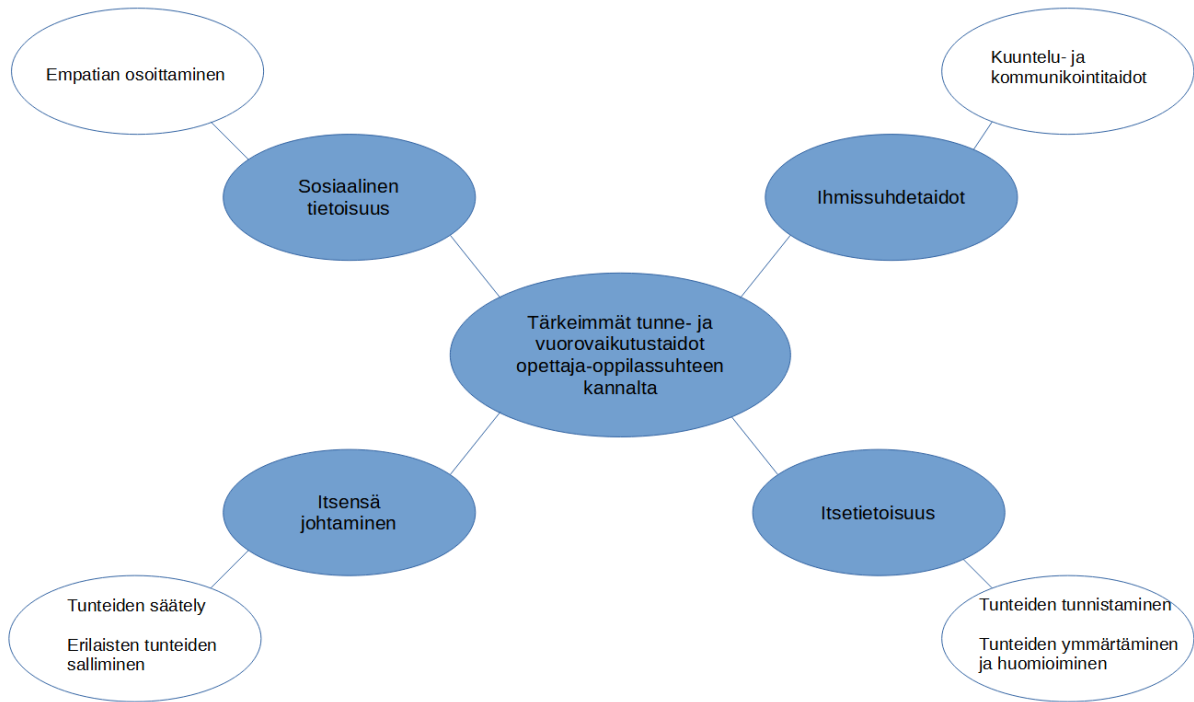 Empatian osoittaminen
Kuuntelu- ja
kommunikointitaidot
Sosiaalinen
tietoisuus
Ihmissuhdetaidot
Tärkeimmät tunne- ja
vuorovaikutustaidot
opettaja-oppilassuhteen
kannalta
Itsensä
johtaminen
Itsetietoisuus
Tunteiden säätely
Erilaisten tunteiden
salliminen
Tunteiden tunnistaminen
Tunteiden ymmärtäminen
ja huomioiminen